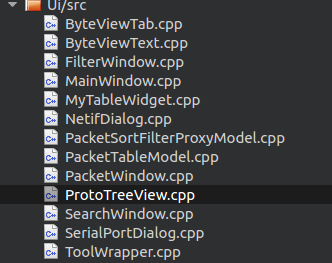 Ui/src
ByteViewTab.cpp
ByteViewText.cpp
FilterWindow.cpp
MainWindow.cpp
MyTableWidget.cpp
NetifDialog.cpp
PacketSortFilterProxyModel.cpp
PacketTableModel.cpp
PacketWindow.cpp
ProtoTreeView.cpp
SearchWindow.cpp
SerialPortDialog.cpp
ToolWrapper.cpp